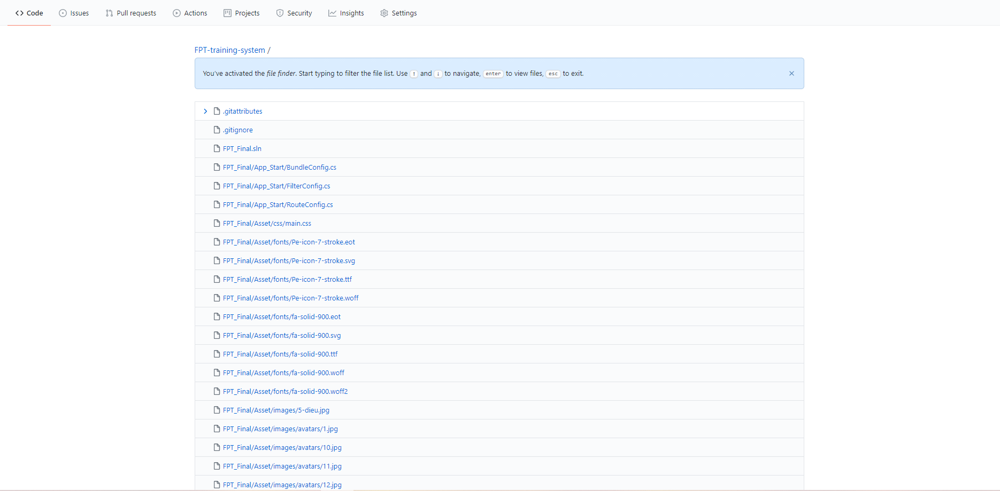 Code Issues Pull requests Actions Projects Security Insights Settings
FPT-training-system /
You've activated the file finder. Start typing to filter the file list. Use ↑ and ↓ to navigate, enter to view files, esc to exit.
.gitattributes
.gitignore
FPT_Final.sln
FPT_Final/App_Start/BundleConfig.cs
FPT_Final/App_Start/FilterConfig.cs
FPT_Final/App_Start/RouteConfig.cs
FPT_Final/Asset/css/main.css
FPT_Final/Asset/fonts/Pe-icon-7-stroke.eot
FPT_Final/Asset/fonts/Pe-icon-7-stroke.svg
FPT_Final/Asset/fonts/Pe-icon-7-stroke.ttf
FPT_Final/Asset/fonts/Pe-icon-7-stroke.woff
FPT_Final/Asset/fonts/fa-solid-900.eot
FPT_Final/Asset/fonts/fa-solid-900.svg
FPT_Final/Asset/fonts/fa-solid-900.ttf
FPT_Final/Asset/fonts/fa-solid-900.woff
FPT_Final/Asset/fonts/fa-solid-900.woff2
FPT_Final/Asset/images/5-dieu.jpg
FPT_Final/Asset/images/avatars/1.jpg
FPT_Final/Asset/images/avatars/10.jpg
FPT_Final/Asset/images/avatars/11.jpg
FPT_Final/Asset/images/avatars/12.jpg